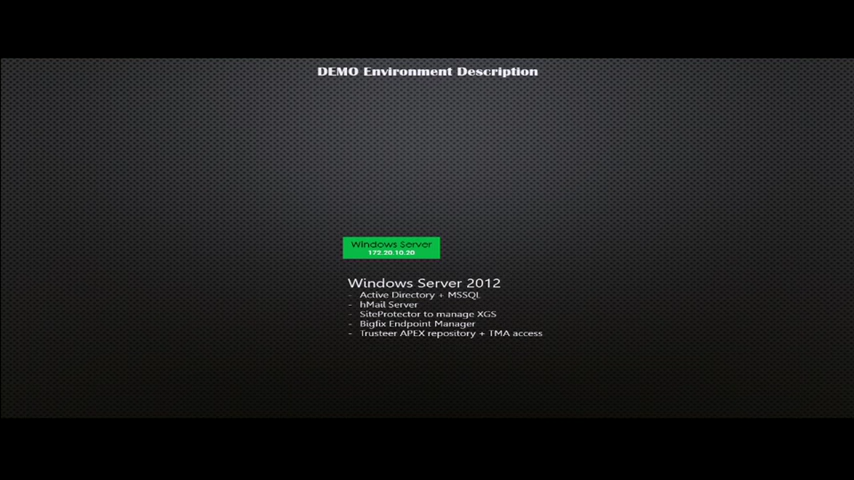 DEMO Environment Description
Windows Server
172.20.10.20
Windows Server 2012
- Active Directory + MSSQL
- hMail Server
- SiteProtector to manage XGS
- Bigfix Endpoint Manager
- Trusteer APEX repository + TMA access